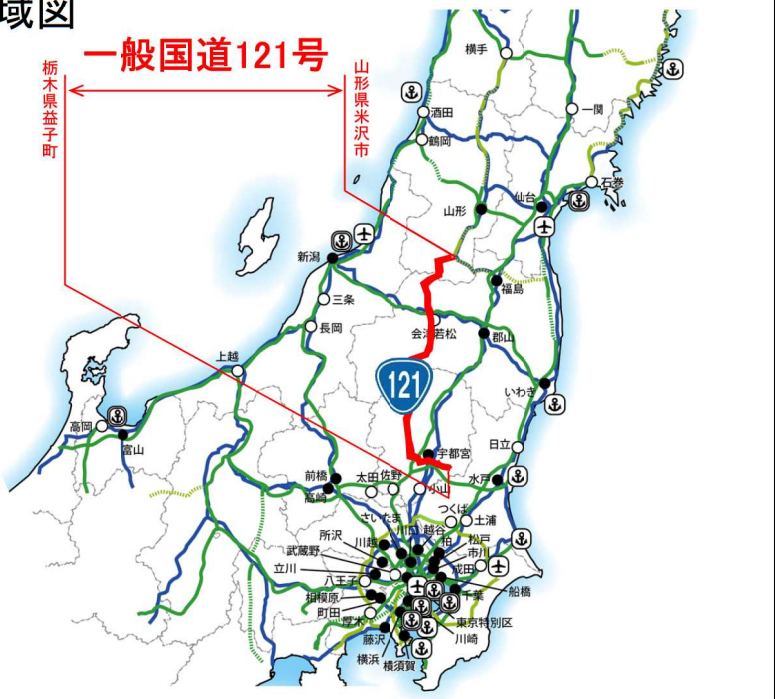 域図
一般国道121号
栃木県益子町
山形県米沢市
横手
酒田
一関
鶴岡
石巻
山形
仙台
新潟
福島
三条
長岡
会津若松
郡山
上越
121
いわき
高岡
富山
宇都宮
日立
前橋
太田
佐野
水戸
高崎
小山
つくば
土浦
さいたま
川口
越谷
所沢
川越
柏
松戸
武蔵野
市川
立川
成田
八王子
船橋
相模原
千葉
町田
厚木
東京特別区
藤沢
川崎
横浜
横須賀